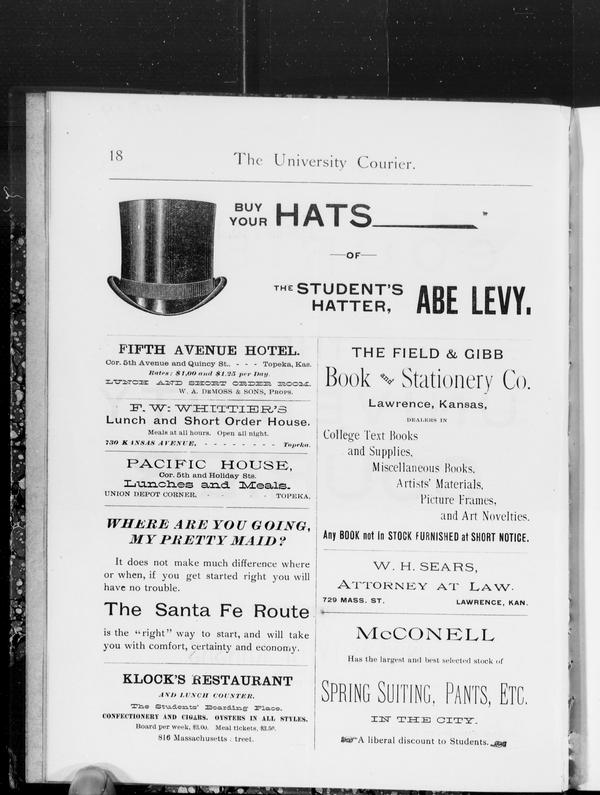 18
The University Courier.
BUY
YOUR HATS
—OF—
THE STUDENT'S
HATTER, ABE LEVY.
FIFTH AVENUE HOTEL.
Cor. 5th Avenue and Quincy St., - - - Topeka, Kas.
Rates: $1.00 and $1.25 per Day.
LUNCH AND SHORT ORDER ROOM.
W. A. DEMOSS & SONS, PROPS.
F. W. WHITTIER'S
Lunch and Short Order House.
Meals at all hours. Open all night.
730 KANSAS AVENUE, - - - - - - - - Topeka.
PACIFIC HOUSE,
Cor. 5th and Holiday Sts.
Lunches and Meals.
UNION DEPOT CORNER. - - - - TOPEKA.
WHERE ARE YOU GOING,
MY PRETTY MAID?
It does not make much difference where
or when, if you get started right you will
have no trouble.
The Santa Fe Route
is the "right" way to start, and will take
you with comfort, certainty and economy.
KLOCK'S RESTAURANT
AND LUNCH COUNTER.
The Students' Boarding Place.
CONFECTIONERY AND CIGARS. OYSTERS IN ALL STYLES.
Board per week, $3.00. Meal tickets, $3.50.
816 Massachusetts treet.
THE FIELD & GIBB
Book and Stationery Co.
Lawrence, Kansas,
DEALERS IN
College Text Books
and Supplies,
Miscellaneous Books,
Artists' Materials,
Picture Frames,
and Art Novelties.
Any BOOK not in STOCK FURNISHED at SHORT NOTICE.
W. H. SEARS,
ATTORNEY AT LAW.
729 MASS. ST. LAWRENCE, KAN.
MCCONELL
Has the largest and best selected stock of
SPRING SUITING, PANTS, ETC.
IN THE CITY.
A liberal discount to Students.